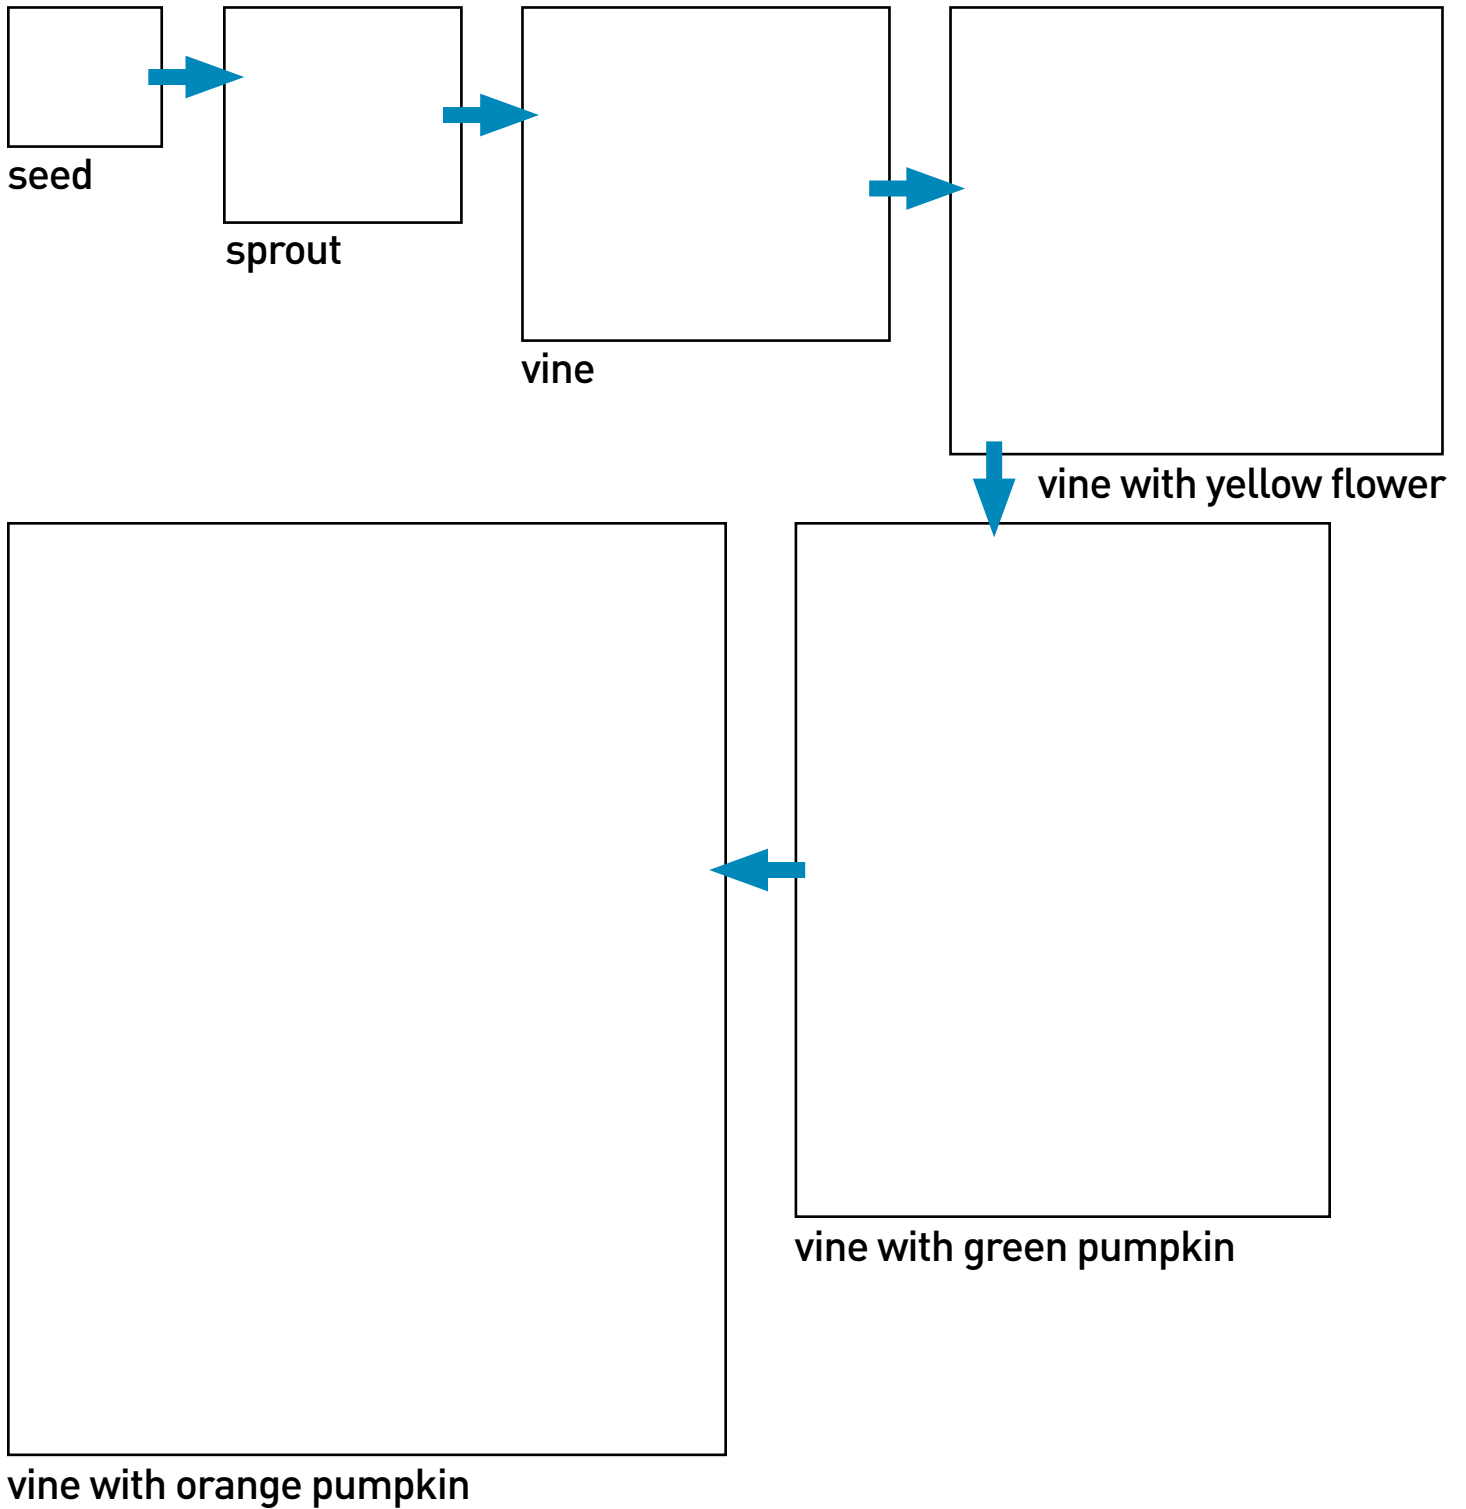 seed
sprout
vine
vine with yellow flower
vine with green pumpkin
vine with orange pumpkin